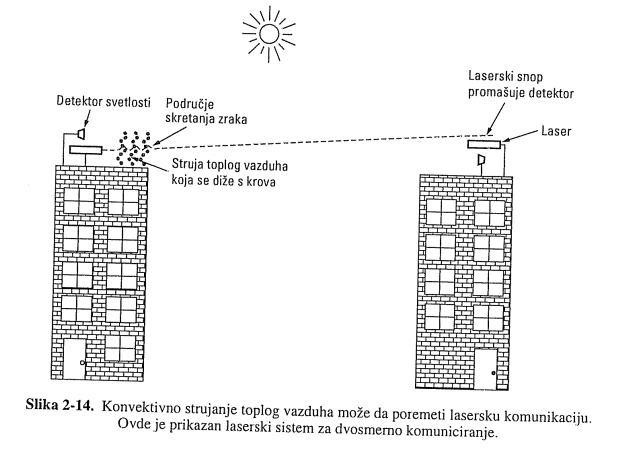 Laserski snop
promašuje detektor
Detektor svetlosti
Područje
skretanja zraka
Laser
Struja toplog vazduha
koja se diže s krova
Slika 2-14. Konvektivno strujanje toplog vazduha može da poremeti lasersku komunikaciju.
Ovde je prikazan laserski sistem za dvosmerno komuniciranje.